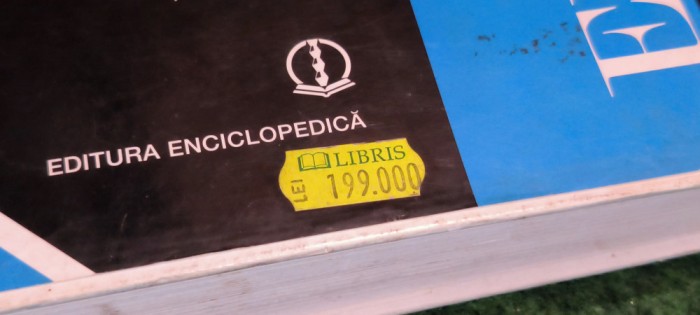 EDITURA ENCICLOPEDICĂ
LIBRIS
LEI 199.000